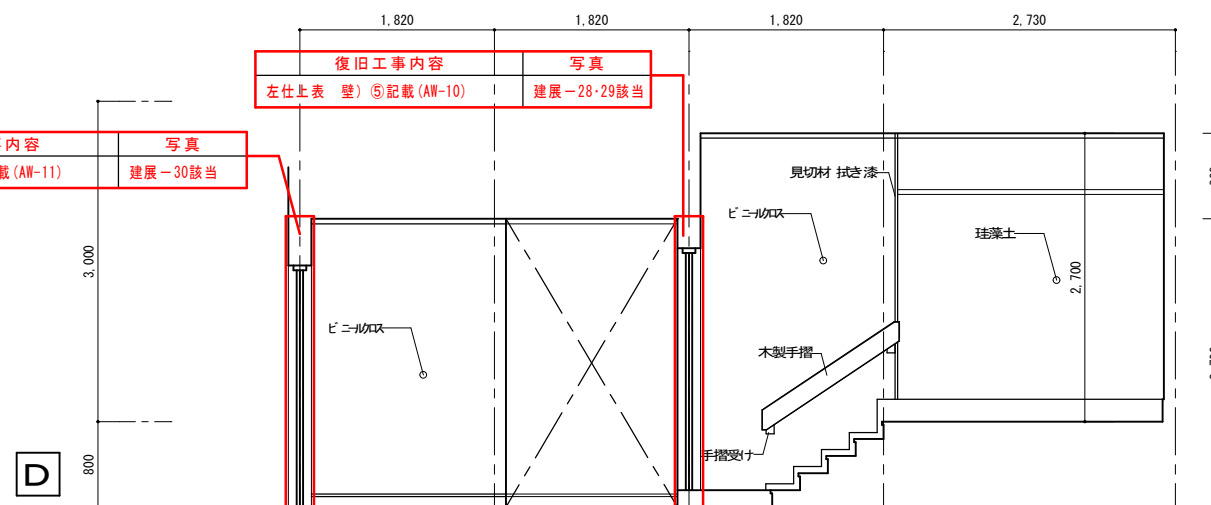 1,820
1,820
1,820
2,730
復旧工事内容
写真
左仕上表 壁) ⑤記載(AW-10)
建展－28・29該当
内容
写真
載(AW-11)
建展－30該当
見切材 拭き漆
ビニールクロス
珪藻土
3,000
2,700
ビニールクロス
木製手摺
手摺受け
800
D